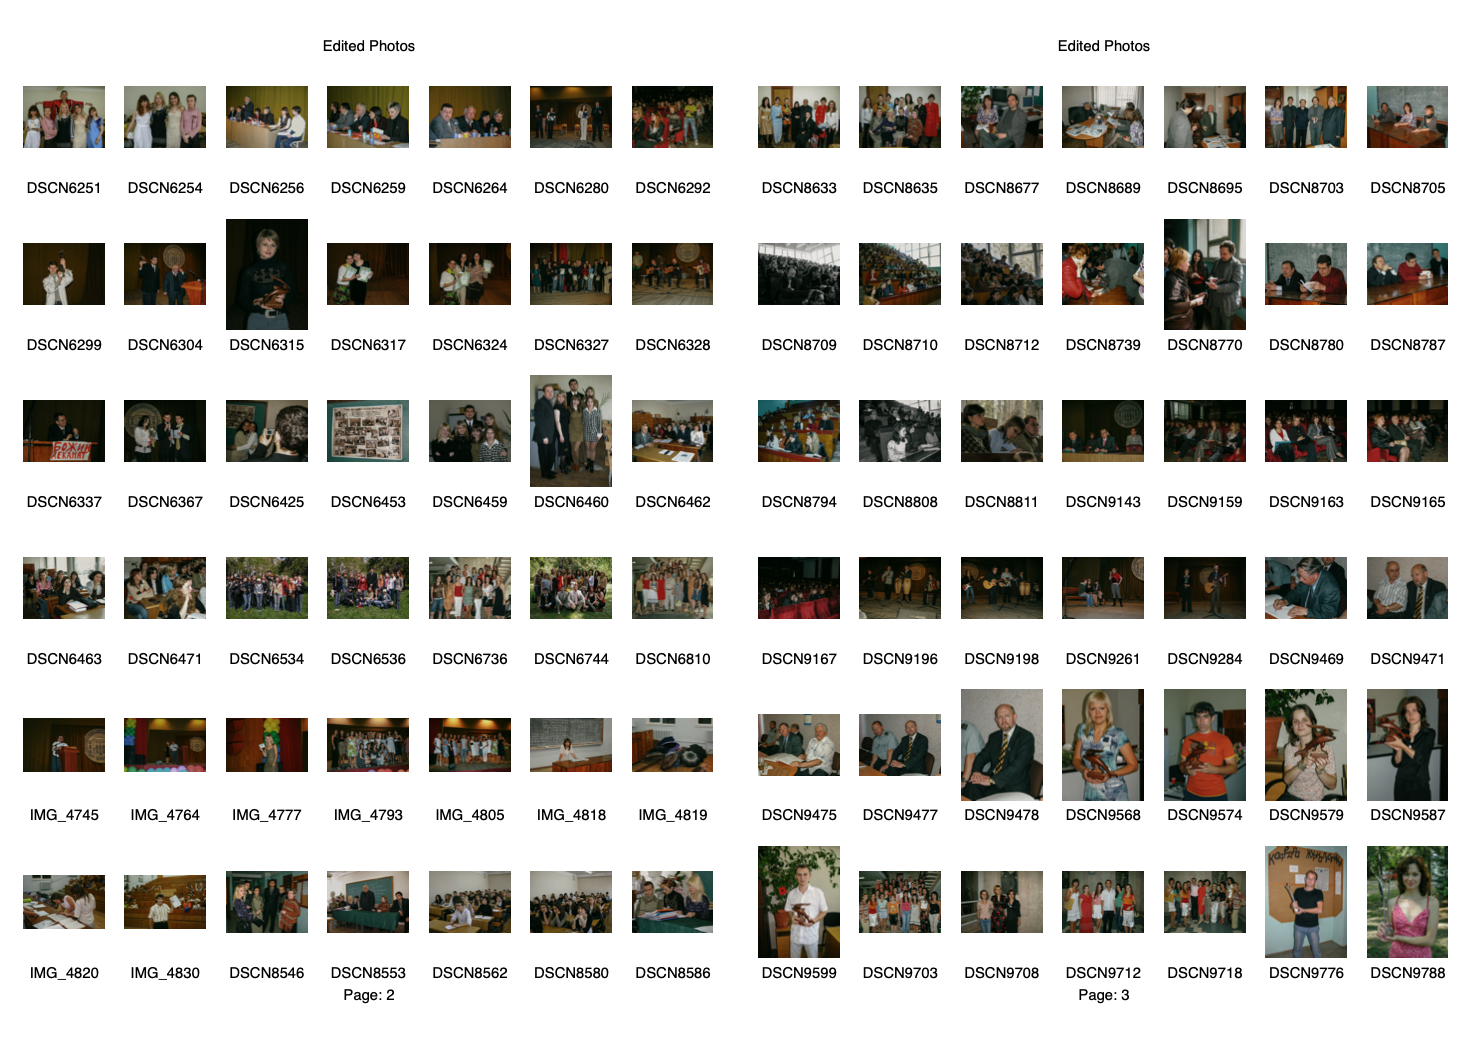 Edited Photos
DSCN6251 DSCN6254 DSCN6256 DSCN6259 DSCN6264 DSCN6280 DSCN6292
DSCN6299 DSCN6304 DSCN6315 DSCN6317 DSCN6324 DSCN6327 DSCN6328
БОЖИЙ
ДЕКАНАТ
DSCN6337 DSCN6367 DSCN6425 DSCN6453 DSCN6459 DSCN6460 DSCN6462
DSCN6463 DSCN6471 DSCN6534 DSCN6536 DSCN6736 DSCN6744 DSCN6810
IMG_4745 IMG_4764 IMG_4777 IMG_4793 IMG_4805 IMG_4818 IMG_4819
IMG_4820 IMG_4830 DSCN8546 DSCN8553 DSCN8562 DSCN8580 DSCN8586
Page: 2
Edited Photos
DSCN8633 DSCN8635 DSCN8677 DSCN8689 DSCN8695 DSCN8703 DSCN8705
DSCN8709 DSCN8710 DSCN8712 DSCN8739 DSCN8770 DSCN8780 DSCN8787
DSCN8794 DSCN8808 DSCN8811 DSCN9143 DSCN9159 DSCN9163 DSCN9165
DSCN9167 DSCN9196 DSCN9198 DSCN9261 DSCN9284 DSCN9469 DSCN9471
DSCN9475 DSCN9477 DSCN9478 DSCN9568 DSCN9574 DSCN9579 DSCN9587
DSCN9599 DSCN9703 DSCN9708 DSCN9712 DSCN9718 DSCN9776 DSCN9788
Page: 3